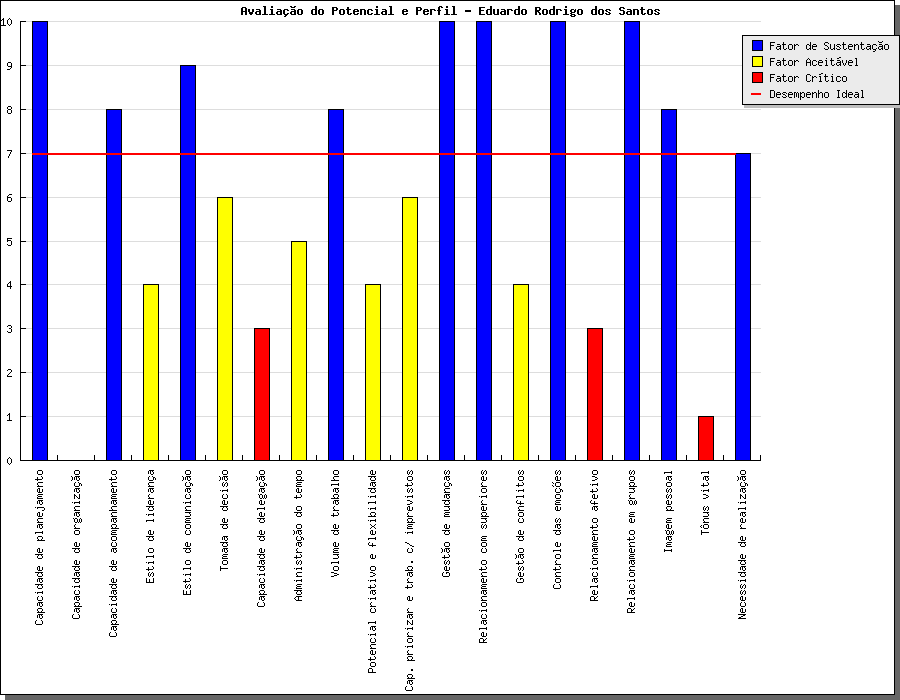 Avaliação do Potencial e Perfil - Eduardo Rodrigo dos Santos
Fator de Sustentação
Fator Aceitável
Fator Crítico
Desempenho Ideal
10
9
8
7
6
5
4
3
2
1
0
Capacidade de planejamento
Capacidade de organização
Capacidade de acompanhamento
Estilo de liderança
Estilo de comunicação
Tomada de decisão
Capacidade de delegação
Administração do tempo
Volume de trabalho
Potencial criativo e flexibilidade
Cap. priorizar e trab. c/ imprevistos
Gestão de mudanças
Relacionamento com superiores
Gestão de conflitos
Controle das emoções
Relacionamento afetivo
Relacionamento em grupos
Imagem pessoal
Tônus vital
Necessidade de realização